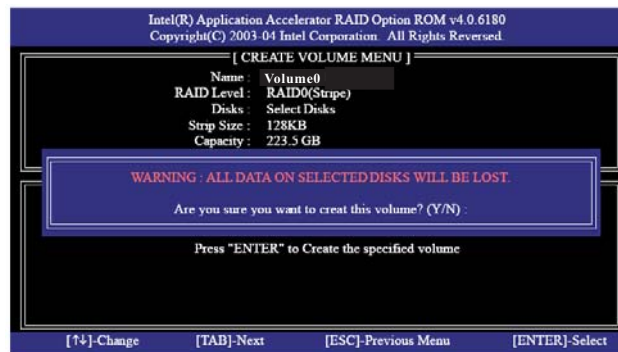 Intel(R) Application Accelerator RAID Option ROM v4.0.6180
Copyright(C) 2003-04 Intel Corporation. All Rights Reversed.
[ CREATE VOLUME MENU ]
Name : Volume0
RAID Level : RAID0(Stripe)
Disks : Select Disks
Strip Size : 128KB
Capacity : 223.5 GB
WARNING : ALL DATA ON SELECTED DISKS WILL BE LOST.
Are you sure you want to creat this volume? (Y/N) :
Press "ENTER" to Create the specified volume
[↑↓]-Change [TAB]-Next [ESC]-Previous Menu [ENTER]-Select